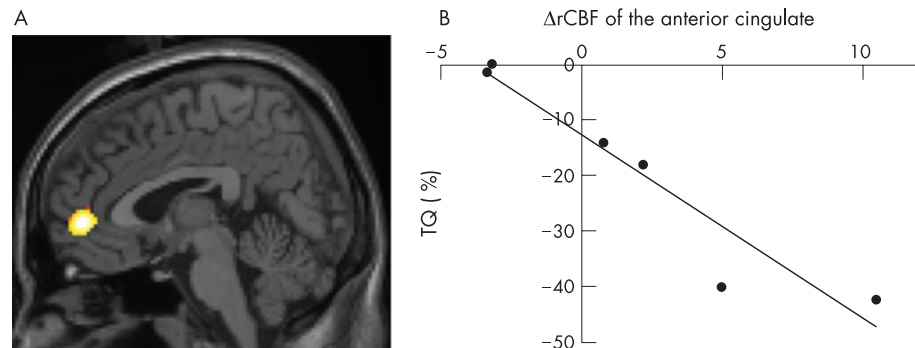 A
B
ΔrCBF of the anterior cingulate
−5
0
5
10
0
−10
−20
−30
−40
−50
TQ ( %)